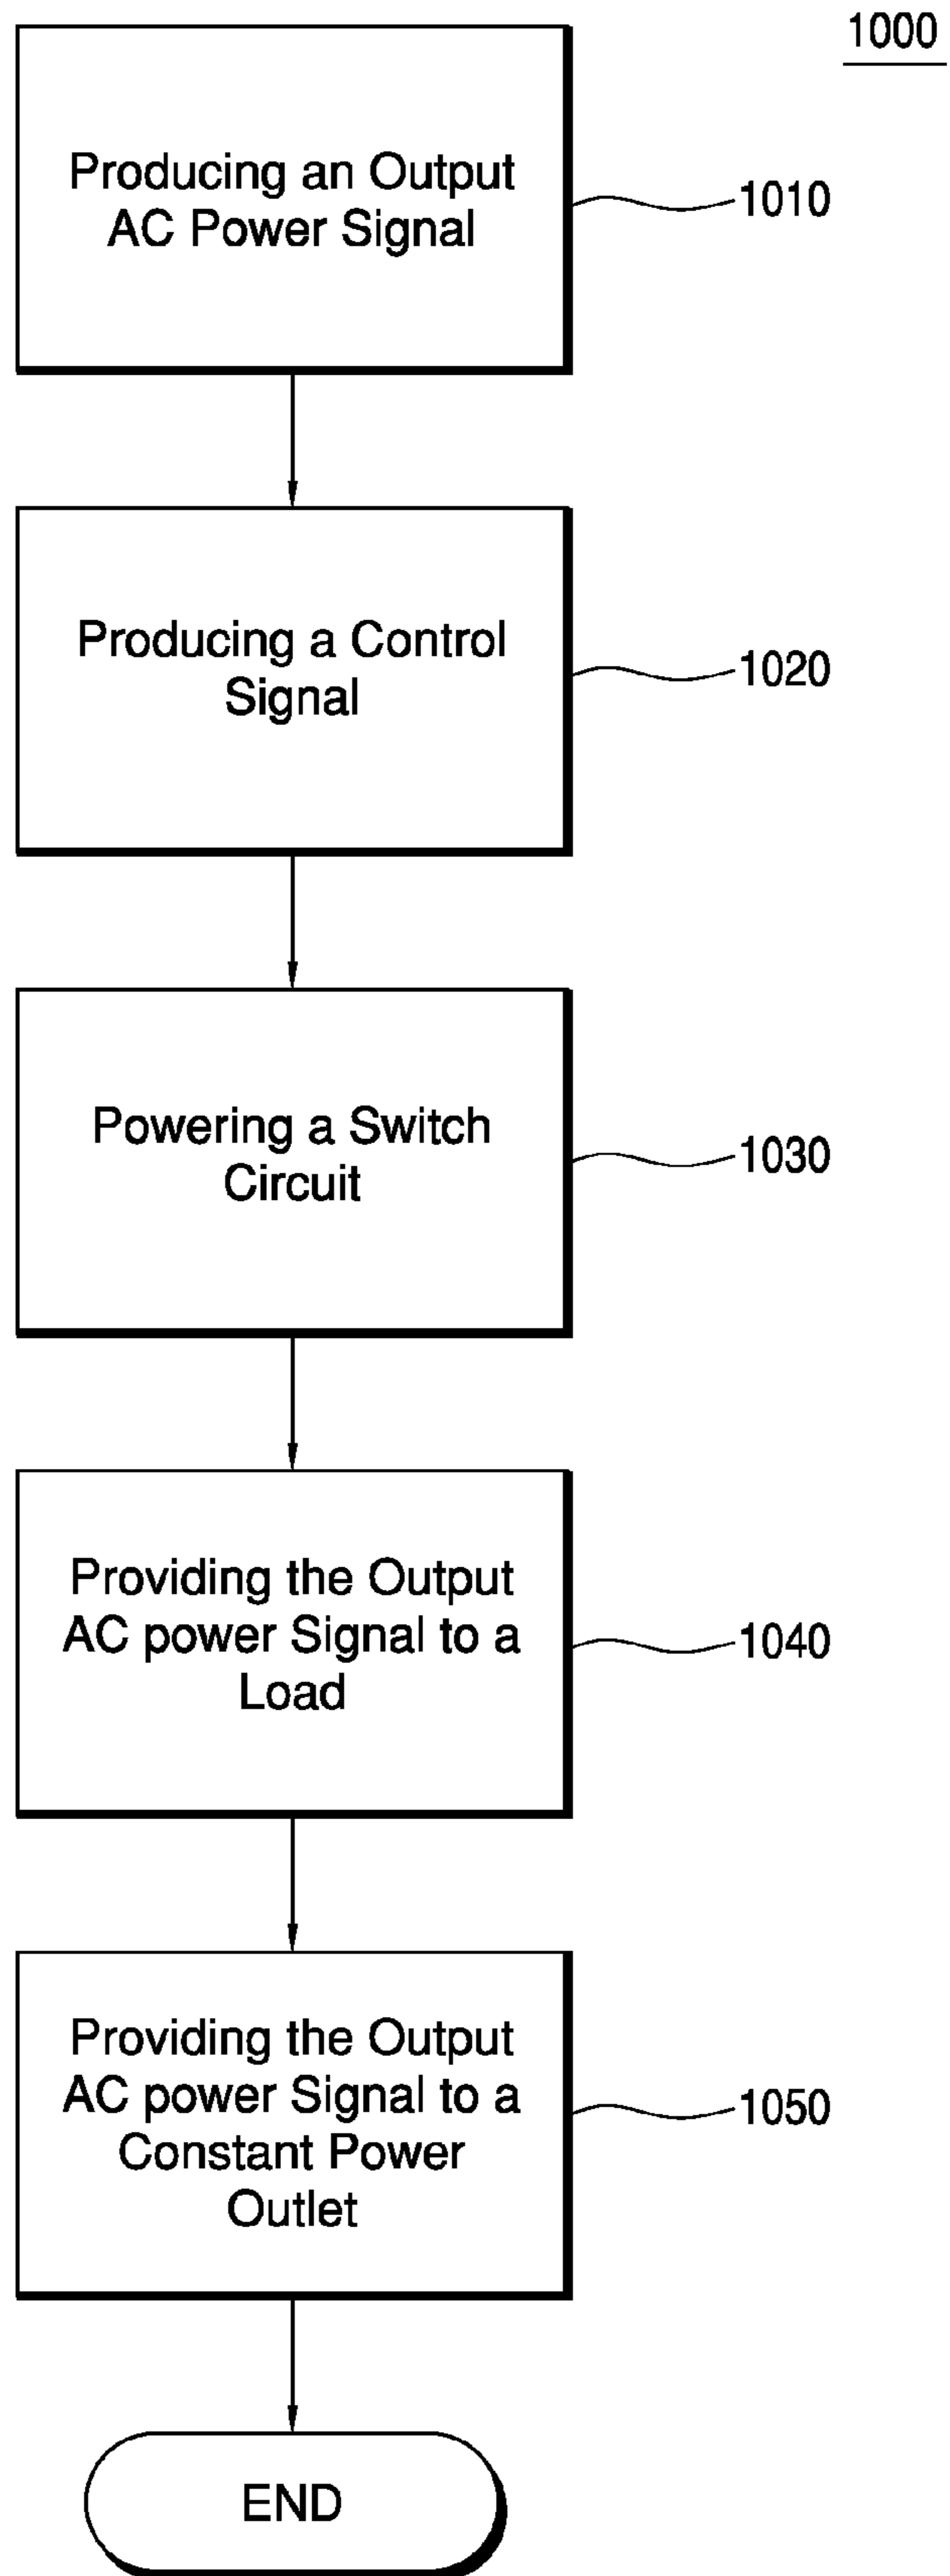 1000
Producing an Output
AC Power Signal
1010
Producing a Control
Signal
1020
Powering a Switch
Circuit
1030
Providing the Output
AC power Signal to a
Load
1040
Providing the Output
AC power Signal to a
Constant Power
Outlet
1050
END